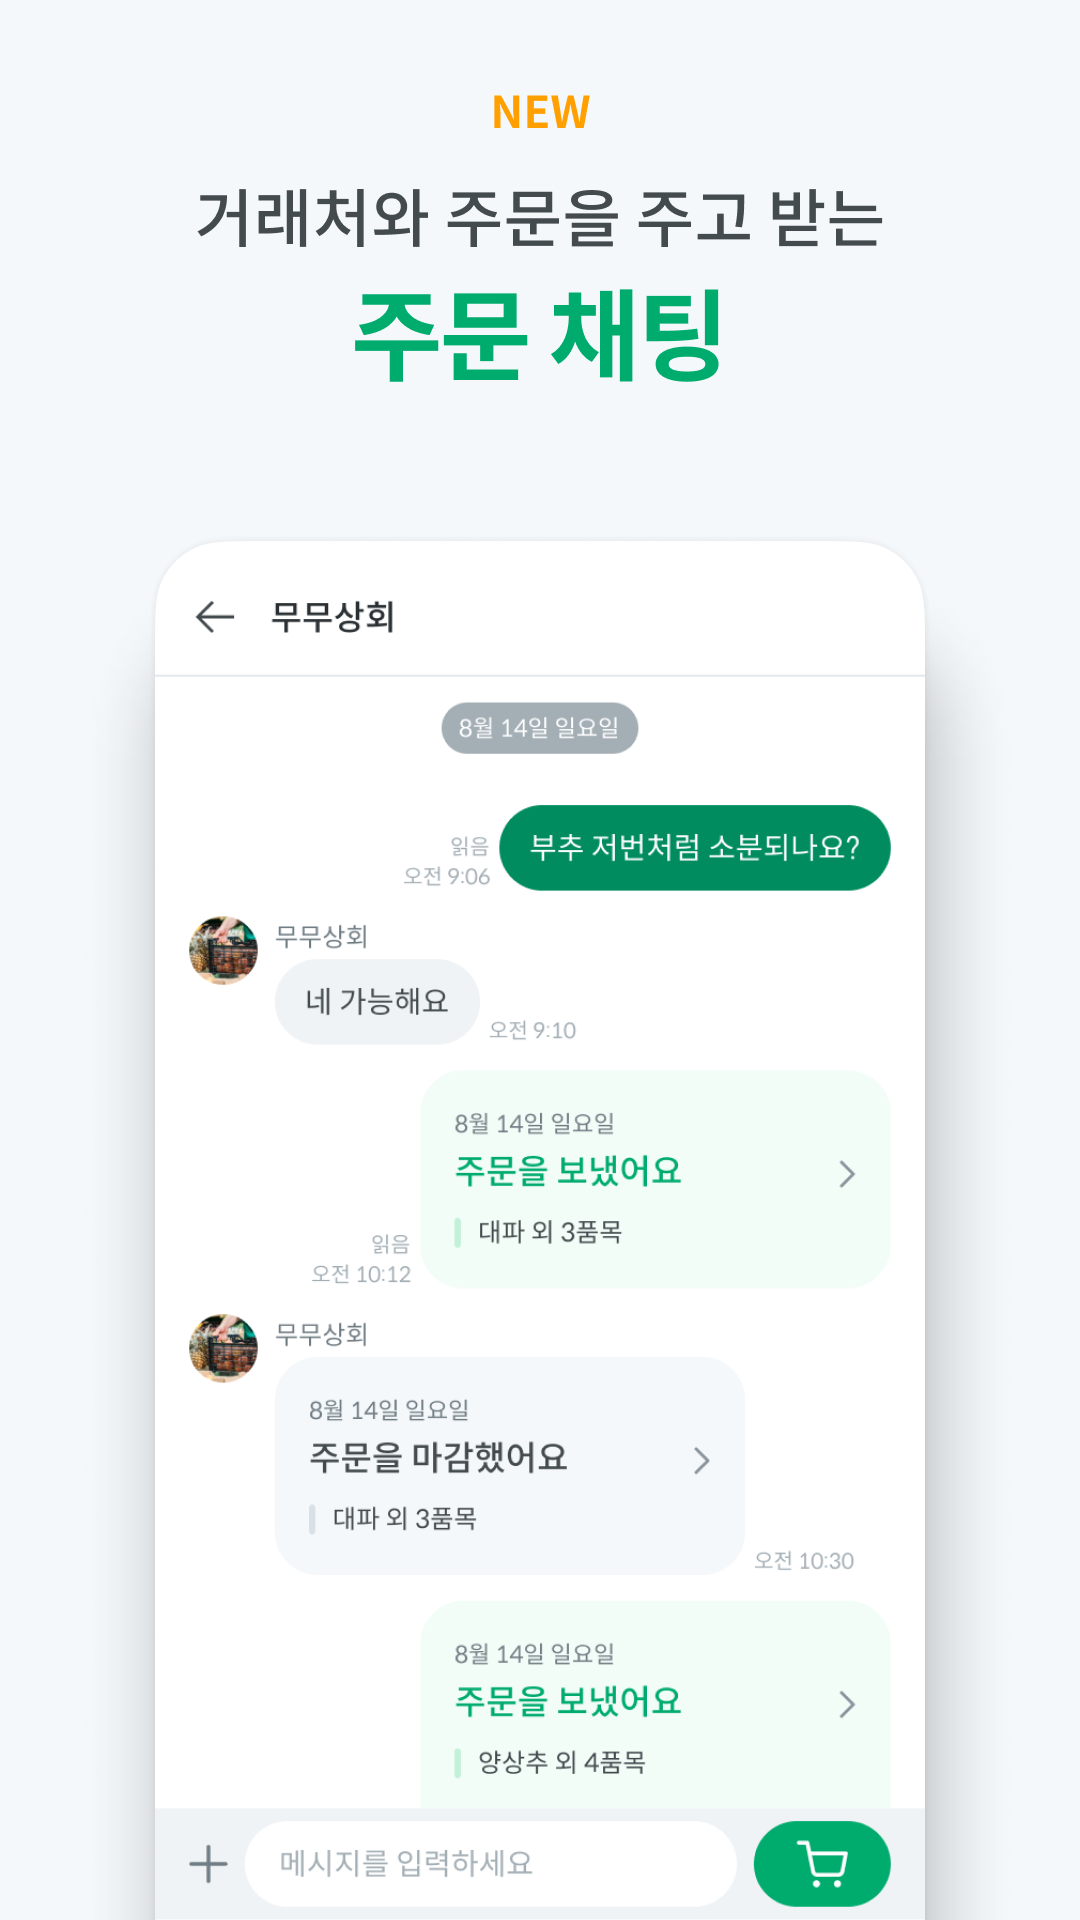 NEW
거래처와 주문을 주고 받는
주문 채팅
무무상회
8월 14일 일요일
부추 저번처럼 소분되나요?
읽음
오전 9:06
무무상회
네 가능해요
오전 9:10
8월 14일 일요일
주문을 보냈어요
대파 외 3품목
읽음
오전 10:12
무무상회
8월 14일 일요일
주문을 마감했어요
대파 외 3품목
오전 10:30
8월 14일 일요일
주문을 보냈어요
양상추 외 4품목
메시지를 입력하세요